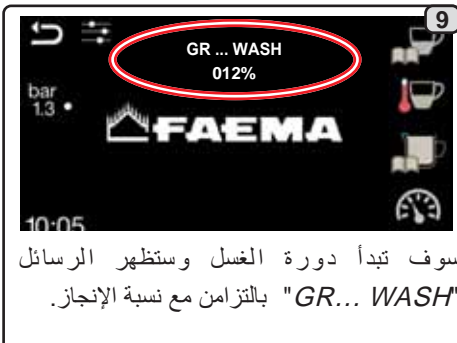 9
GR ... WASH
012%
bar
1.3
FAEMA
10:05
سوف تبدأ دورة الغسل وستظهر الرسائل
"GR... WASH" بالتزامن مع نسبة الإنجاز.